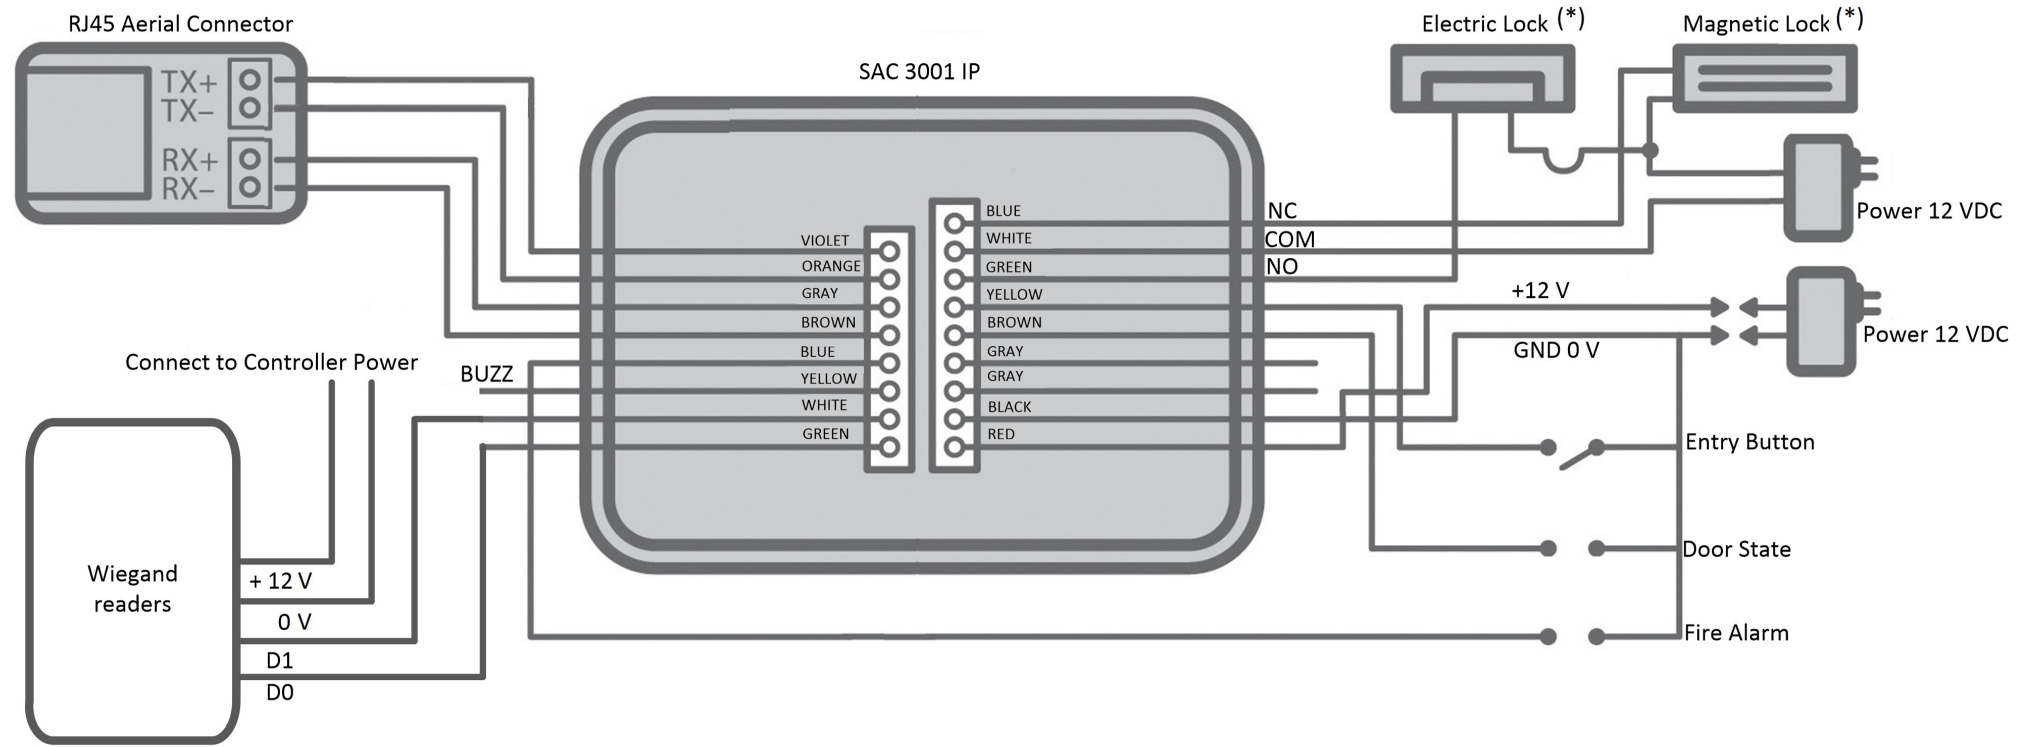 RJ45 Aerial Connector
TX+
TX−
RX+
RX−
SAC 3001 IP
Electric Lock (*)
Magnetic Lock (*)
Power 12 VDC
VIOLET
ORANGE
GRAY
BROWN
BLUE
YELLOW
WHITE
GREEN
BLUE
WHITE
GREEN
YELLOW
BROWN
GRAY
GRAY
BLACK
RED
NC
COM
NO
+12 V
GND 0 V
Power 12 VDC
Entry Button
Door State
Fire Alarm
Connect to Controller Power
BUZZ
Wiegand
readers
+ 12 V
0 V
D1
D0